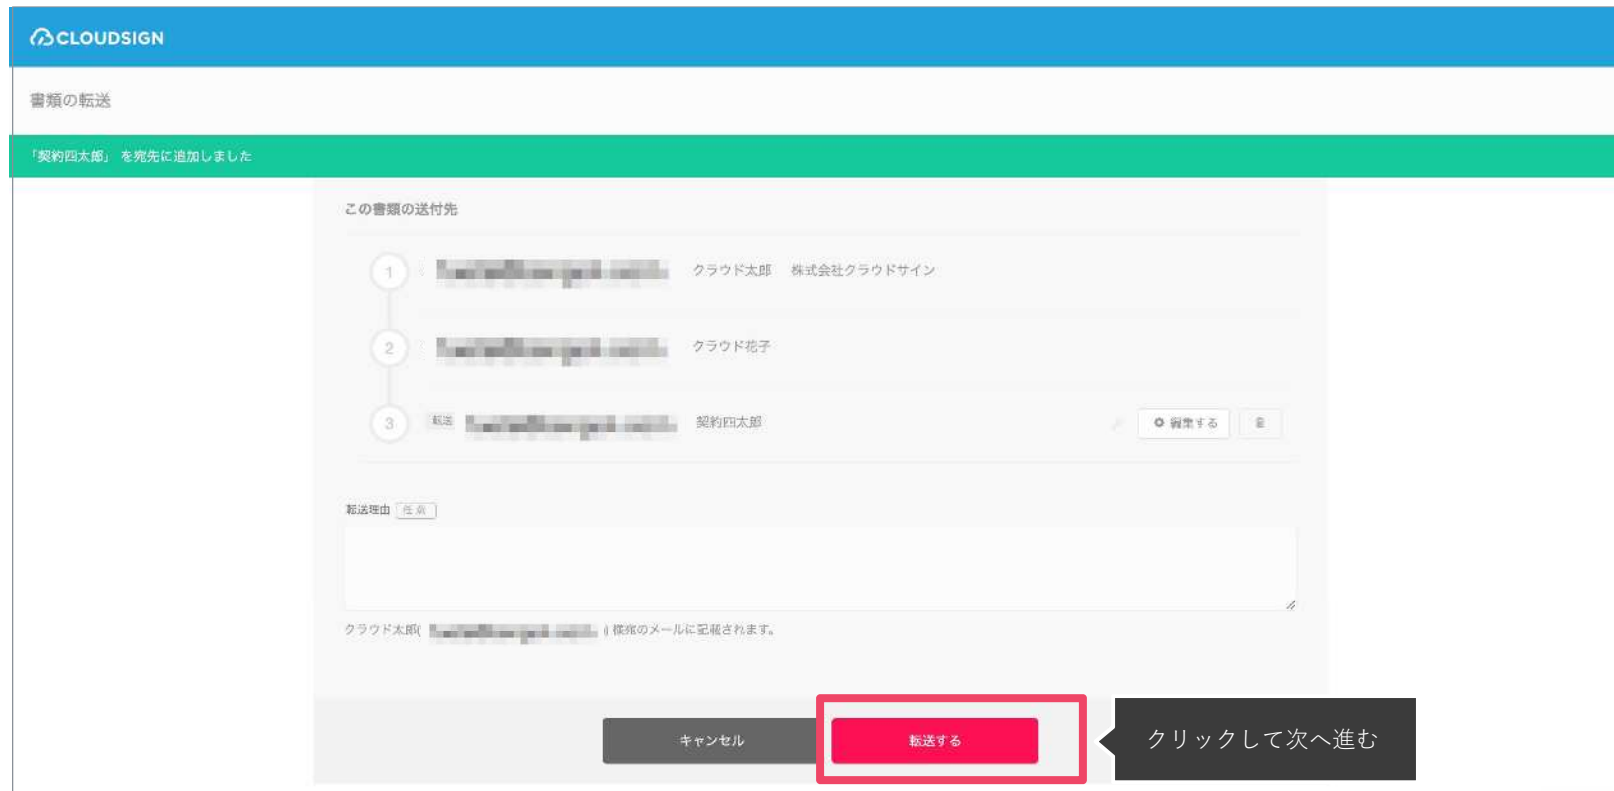 CLOUDSIGN
書類の転送
「契約四太郎」 を宛先に追加しました
この書類の送付先
1 クラウド太郎 株式会社クラウドサイン
2 クラウド花子
3 転送 契約四太郎 編集する
転送理由 任意
クラウド太郎( ) 様宛のメールに記載されます。
キャンセル 転送する クリックして次へ進む